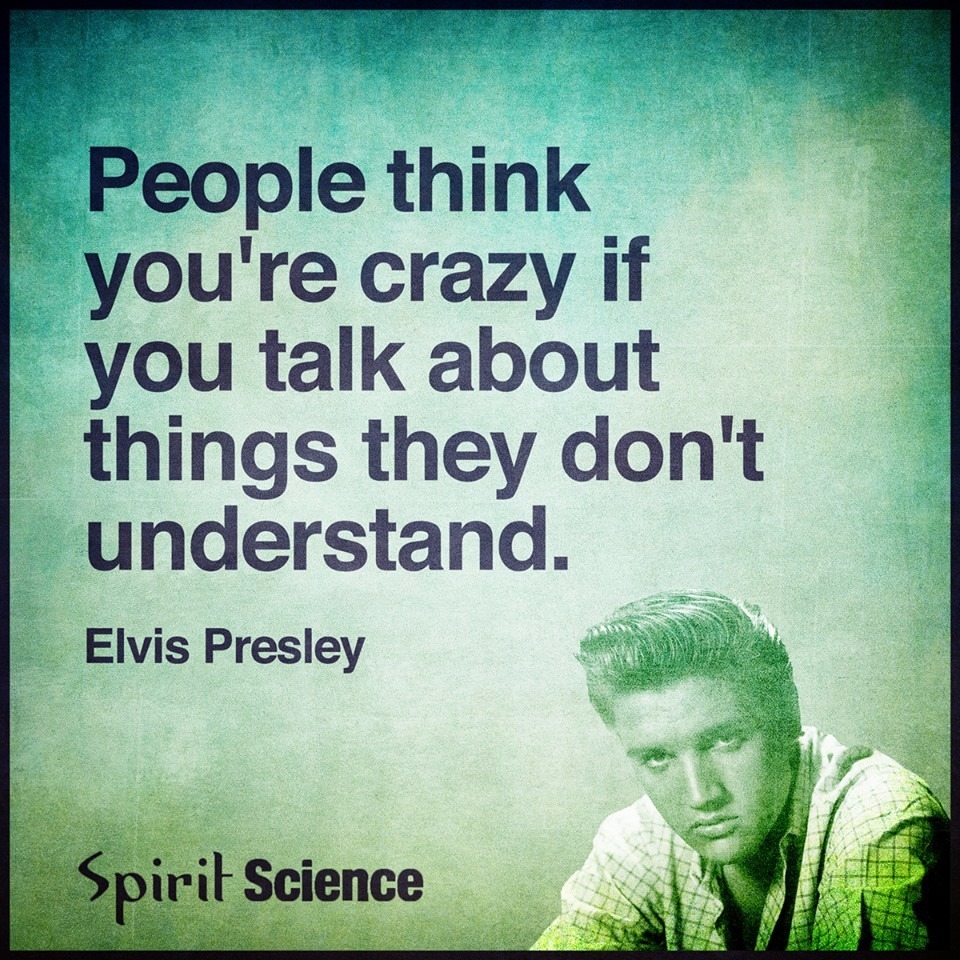 People think
you're crazy if
you talk about
things they don't
understand.
Elvis Presley
Spirit Science